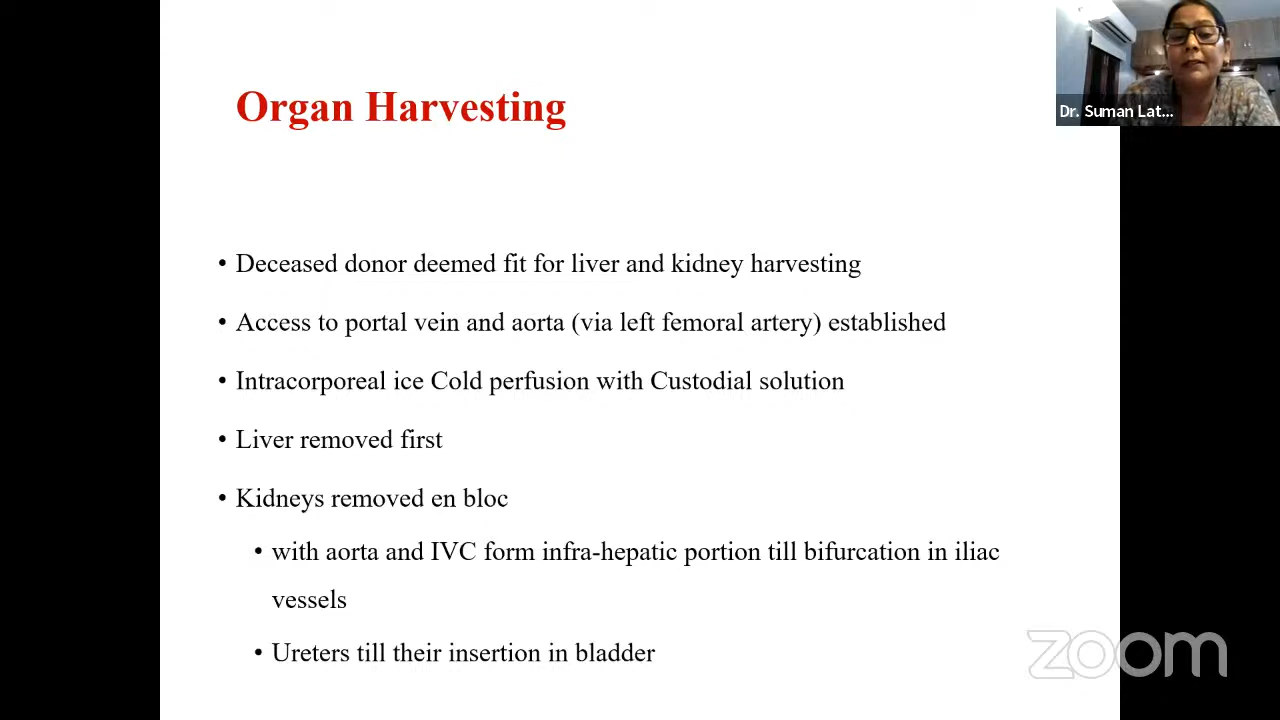 Dr. Suman Lat...
Organ Harvesting
• Deceased donor deemed fit for liver and kidney harvesting
• Access to portal vein and aorta (via left femoral artery) established
• Intracorporeal ice Cold perfusion with Custodial solution
• Liver removed first
• Kidneys removed en bloc
• with aorta and IVC form infra-hepatic portion till bifurcation in iliac
vessels
• Ureters till their insertion in bladder
zoom